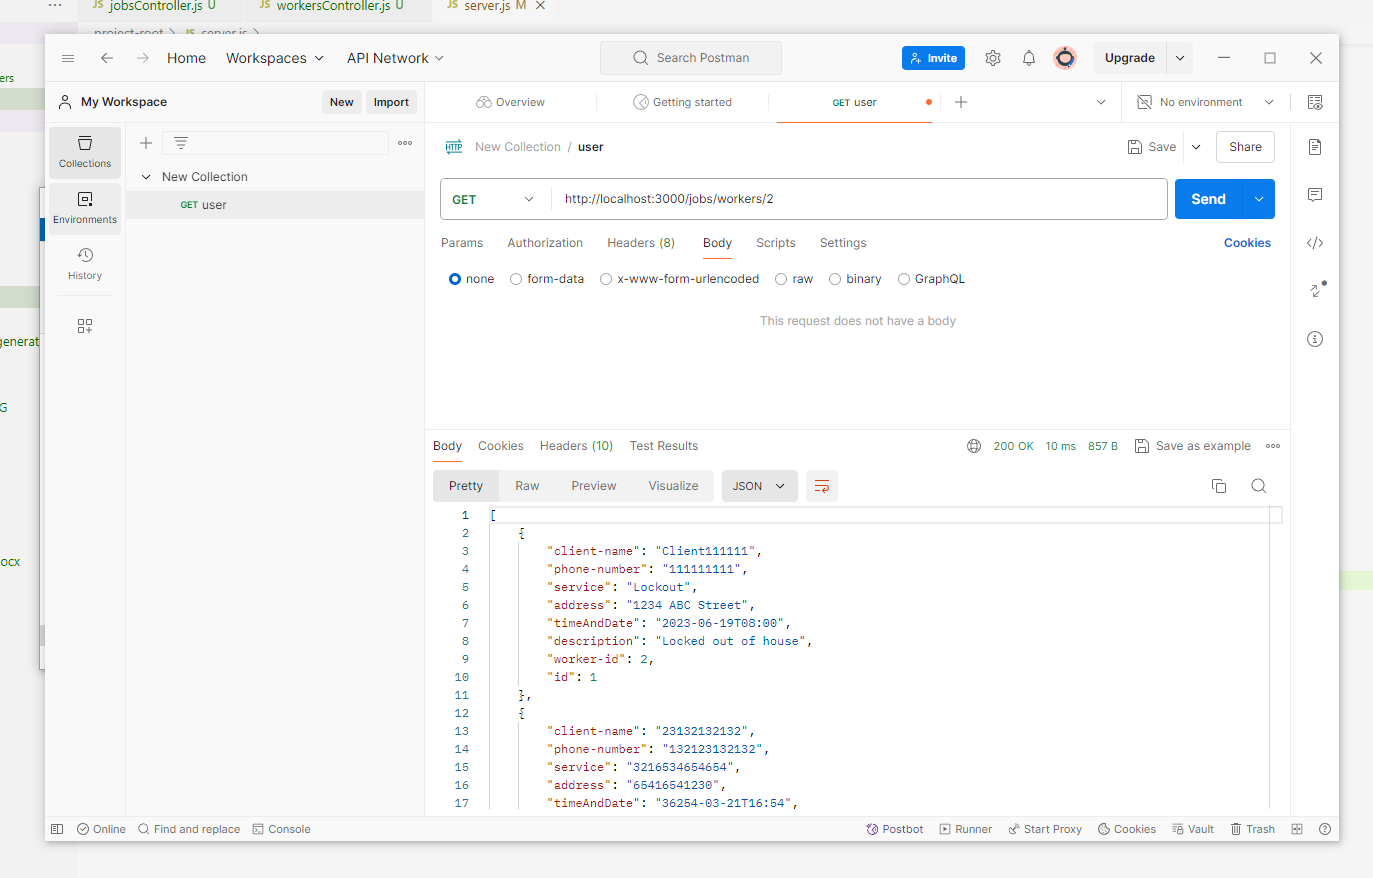 jobsController.js U
workersController.js U
server.js M
project-root > JS server.js >
Home
Workspaces
API Network
Search Postman
Invite
Upgrade
ers
My Workspace
New
Import
Overview
Getting started
GET user
No environment
Collections
New Collection
GET user
New Collection / user
Save
Share
Environments
History
GET
http://localhost:3000/jobs/workers/2
Send
Params
Authorization
Headers (8)
Body
Scripts
Settings
Cookies
none
form-data
x-www-form-urlencoded
raw
binary
GraphQL
This request does not have a body
generat
G
ocx
Body
Cookies
Headers (10)
Test Results
200 OK
10 ms
857 B
Save as example
Pretty
Raw
Preview
Visualize
JSON
1 [
2 {
3 "client-name": "Client111111",
4 "phone-number": "111111111",
5 "service": "Lockout",
6 "address": "1234 ABC Street",
7 "timeAndDate": "2023-06-19T08:00",
8 "description": "Locked out of house",
9 "worker-id": 2,
10 "id": 1
11 },
12 {
13 "client-name": "23132132132",
14 "phone-number": "132123132132",
15 "service": "3216534654654",
16 "address": "65416541230",
17 "timeAndDate": "36254-03-21T16:54",
Online
Find and replace
Console
Postbot
Runner
Start Proxy
Cookies
Vault
Trash